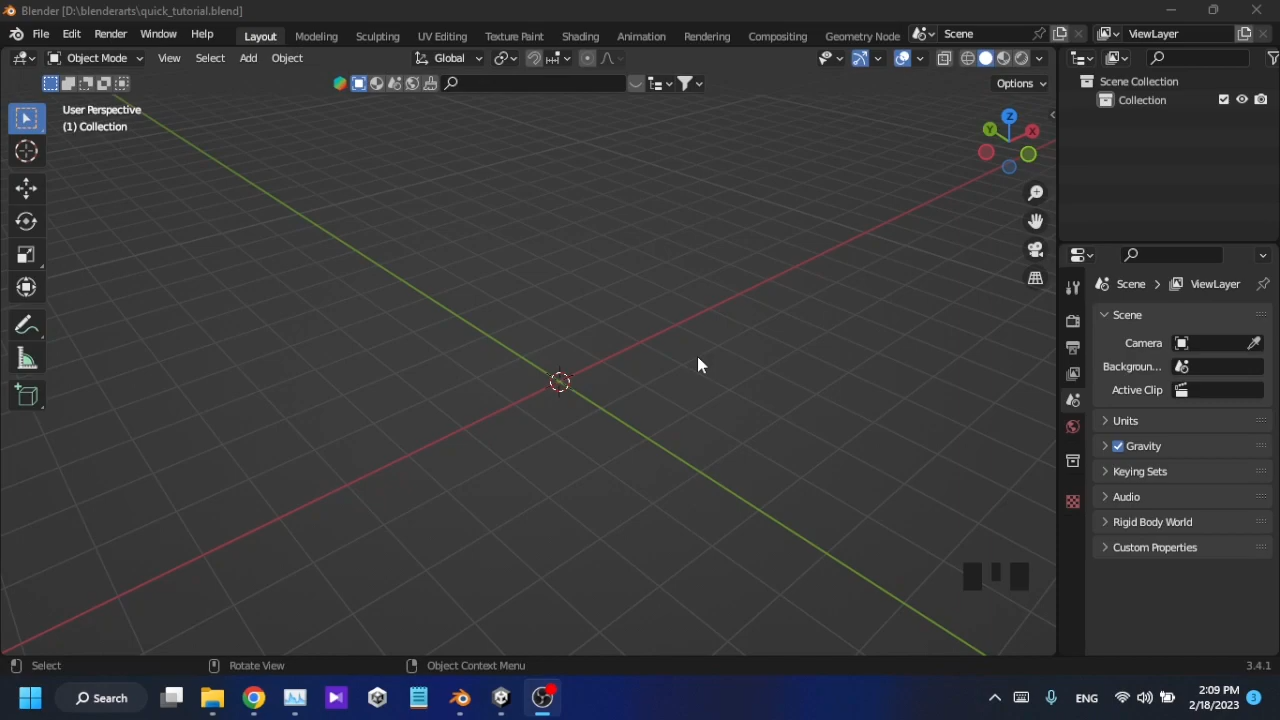 Blender [D:\blenderarts\quick_tutorial.blend]
File Edit Render Window Help Layout Modeling Sculpting UV Editing Texture Paint Shading Animation Rendering Compositing Geometry Node Scene ViewLayer
Object Mode View Select Add Object Global
Options
User Perspective
(1) Collection
Z
Y
X
Scene Collection
Collection
Scene ViewLayer
Scene
Camera
Backgroun...
Active Clip
Units
Gravity
Keying Sets
Audio
Rigid Body World
Custom Properties
Select Rotate View Object Context Menu 3.4.1
Search ENG 2:09 PM
2/18/2023 3